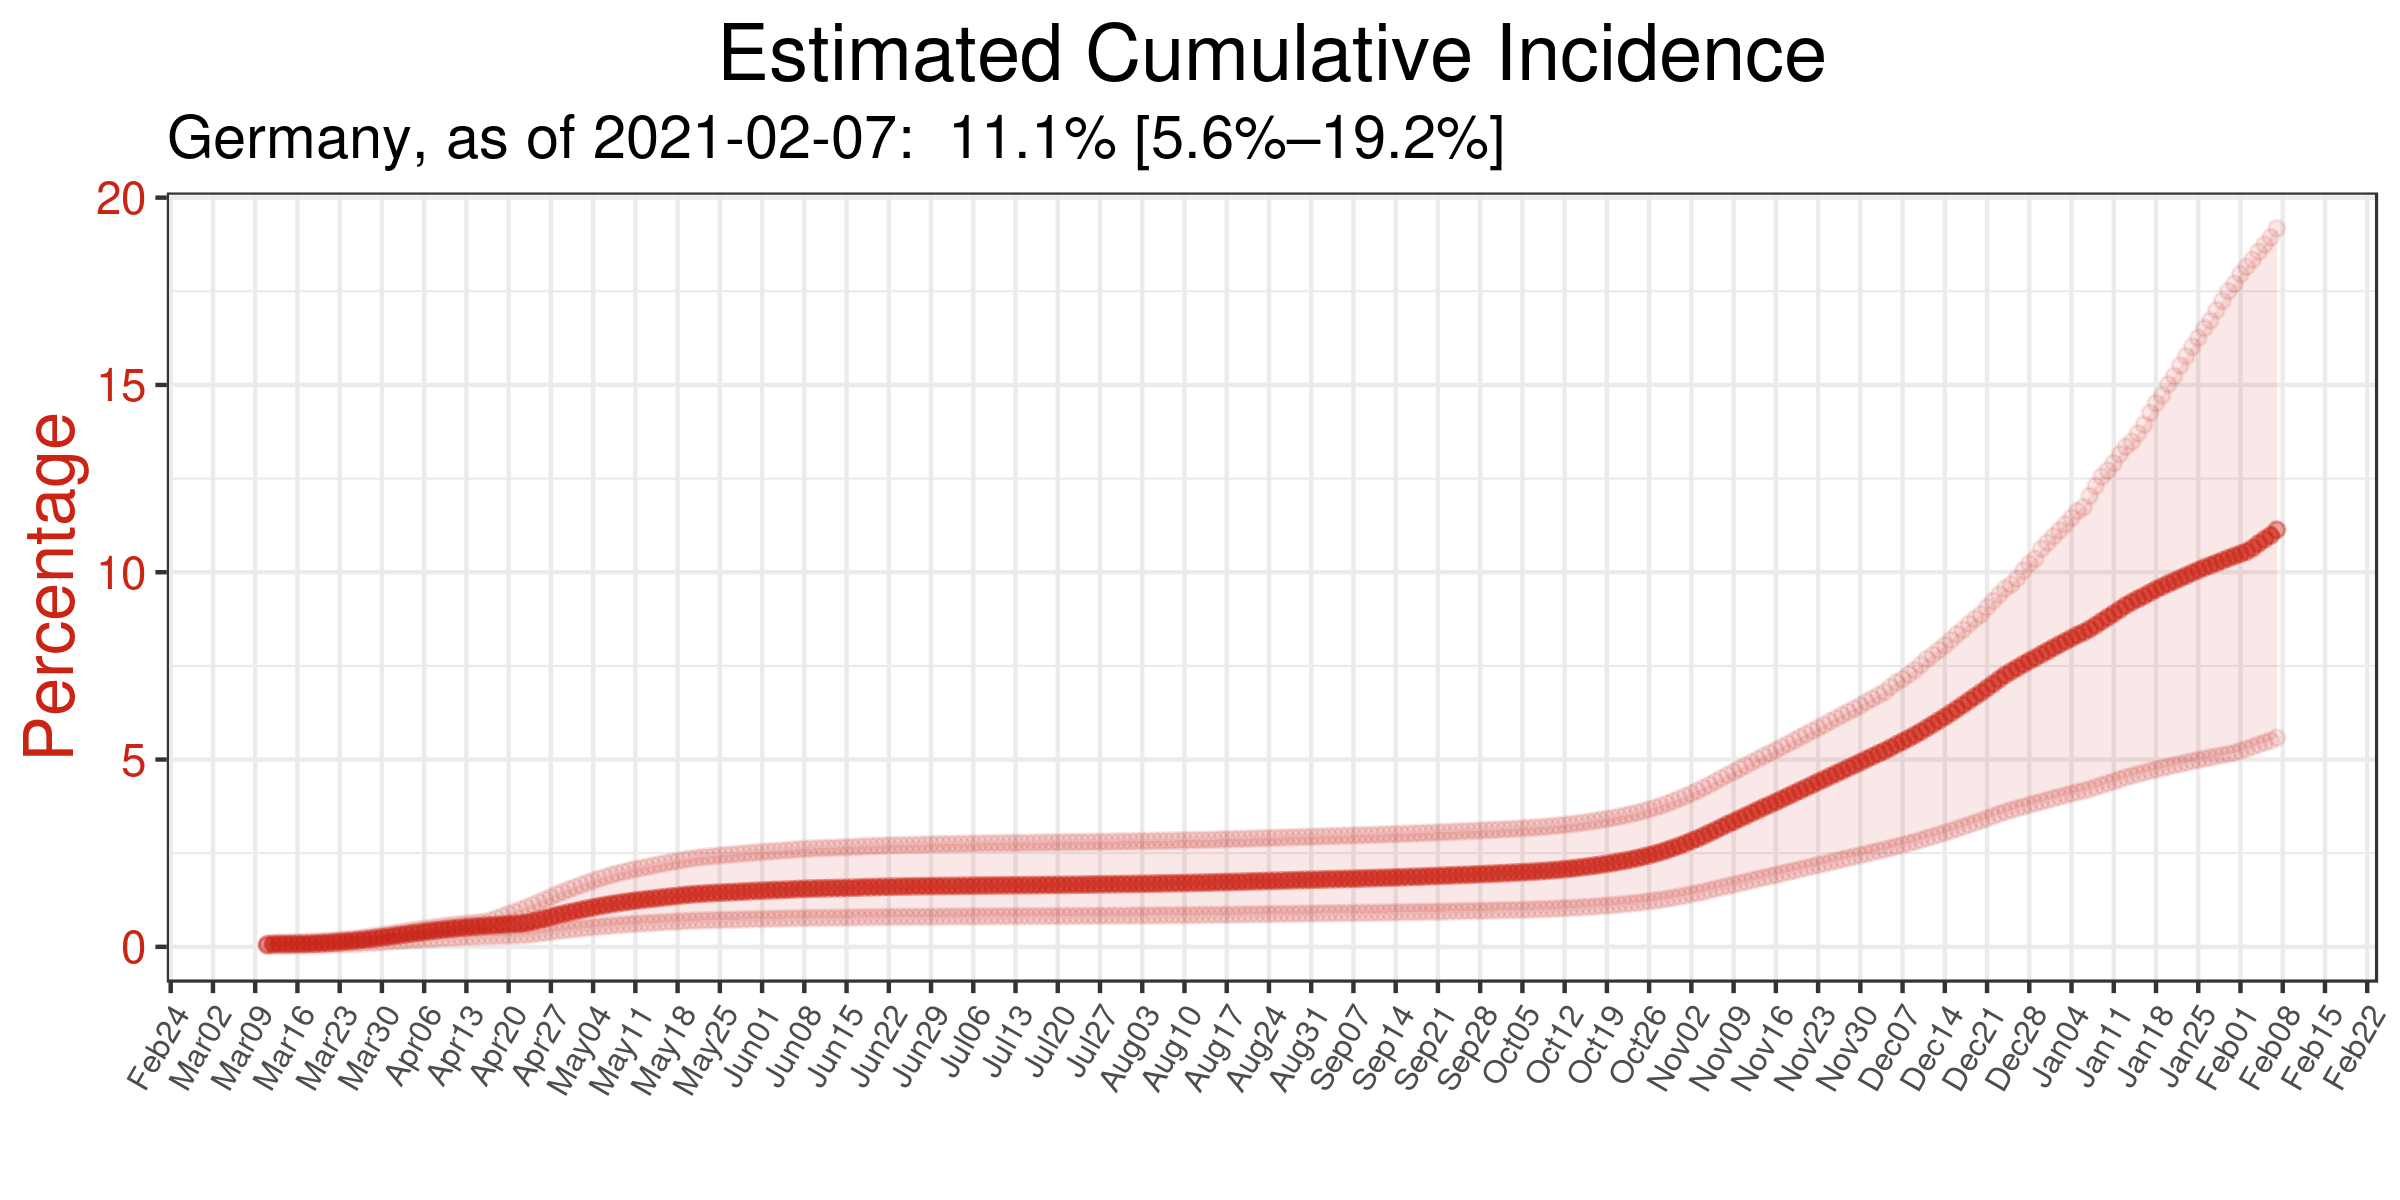 Estimated Cumulative Incidence
Germany, as of 2021-02-07:  11.1% [5.6%–19.2%]
Percentage
20
15
10
5
0
Feb24
Mar02
Mar09
Mar16
Mar23
Mar30
Apr06
Apr13
Apr20
Apr27
May04
May11
May18
May25
Jun01
Jun08
Jun15
Jun22
Jun29
Jul06
Jul13
Jul20
Jul27
Aug03
Aug10
Aug17
Aug24
Aug31
Sep07
Sep14
Sep21
Sep28
Oct05
Oct12
Oct19
Oct26
Nov02
Nov09
Nov16
Nov23
Nov30
Dec07
Dec14
Dec21
Dec28
Jan04
Jan11
Jan18
Jan25
Feb01
Feb08
Feb15
Feb22